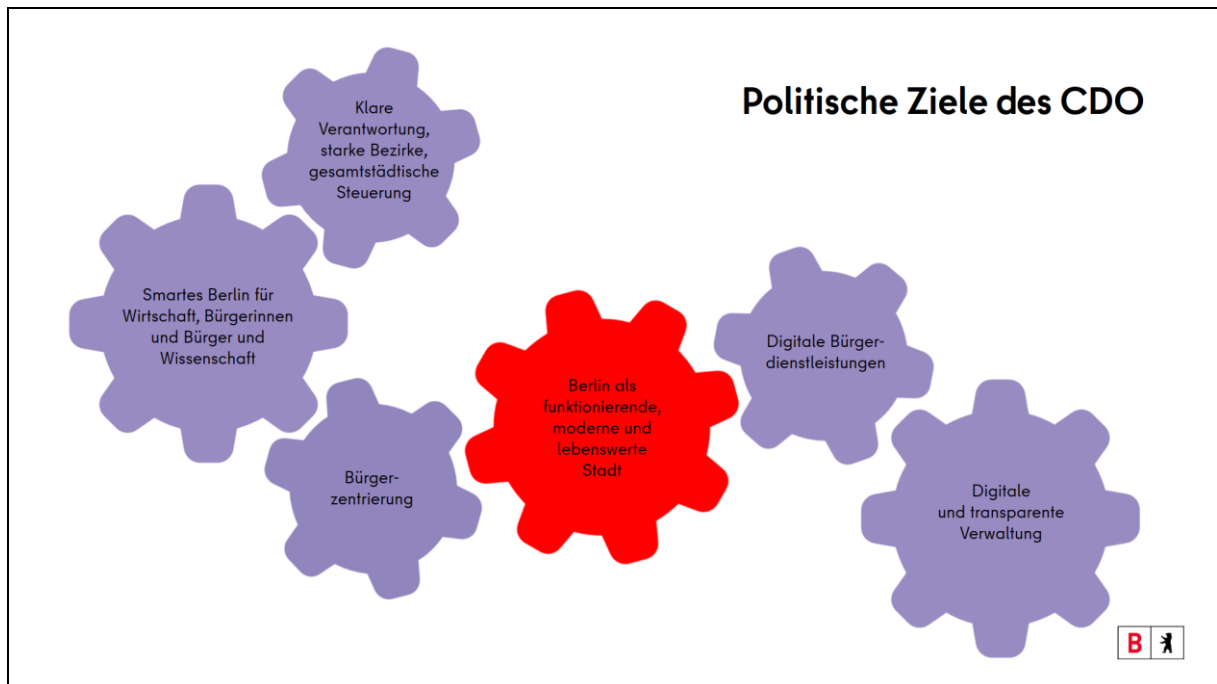 Politische Ziele des CDO
Klare
Verantwortung,
starke Bezirke,
gesamtstädtische
Steuerung
Smartes Berlin für
Wirtschaft, Bürgerinnen
und Bürger und
Wissenschaft
Bürger-
zentrierung
Berlin als
funktionierende,
moderne und
lebenswerte
Stadt
Digitale Bürger-
dienstleistungen
Digitale
und transparente
Verwaltung
B